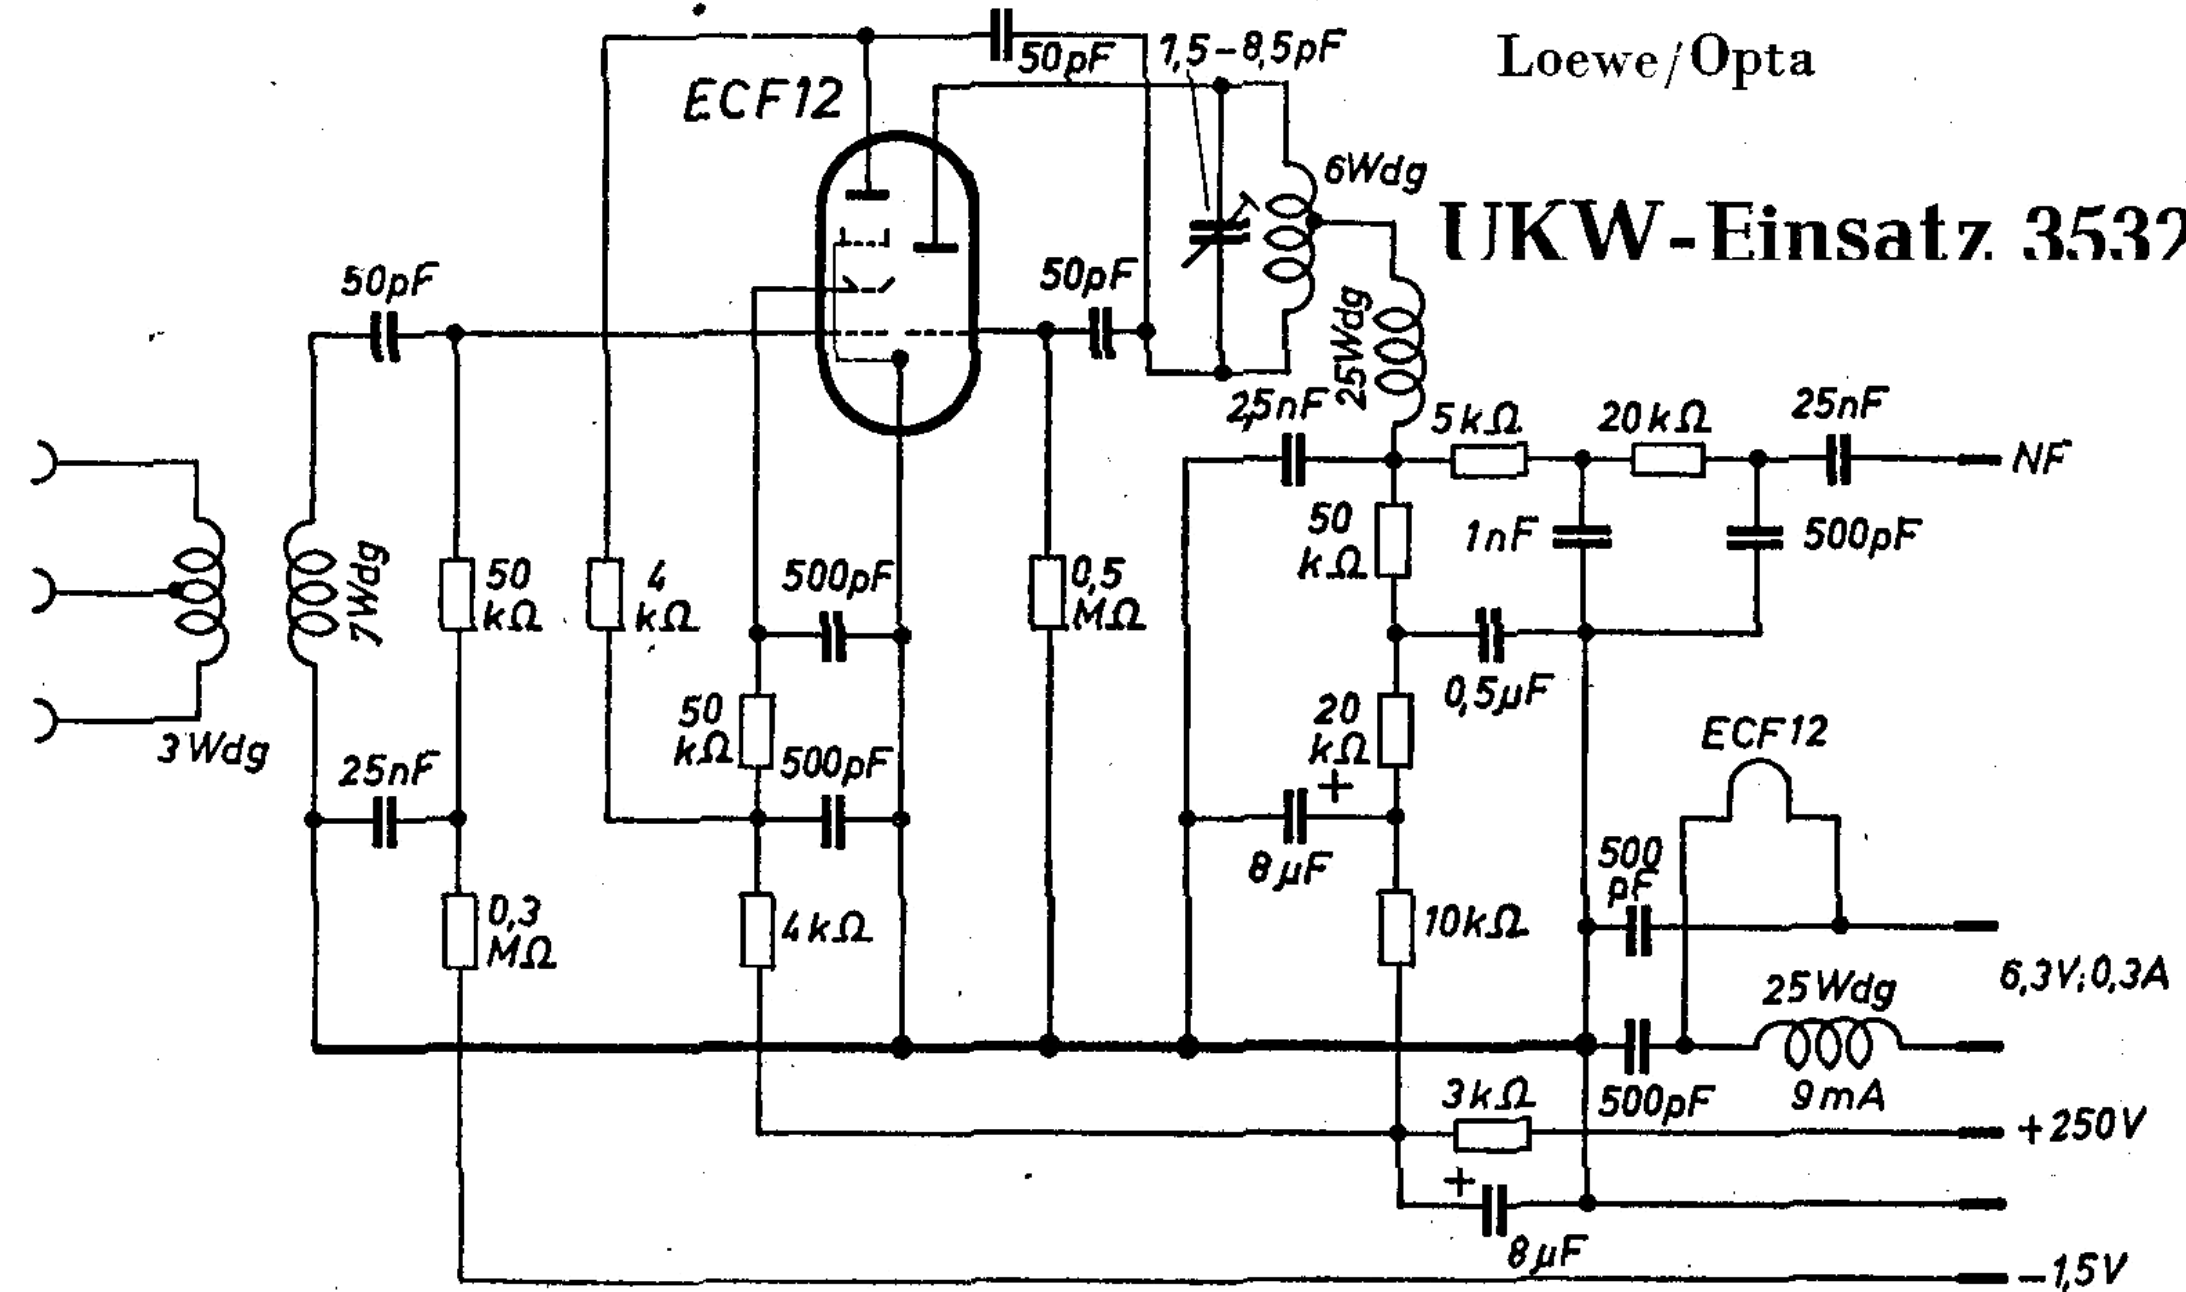 Loewe/Opta
UKW-Einsatz 3532
ECF12
50pF
1,5-8,5pF
6Wdg
50pF
50pF
25Wdg
2,5nF
5kΩ
20kΩ
25nF
NF
50
kΩ
1nF
500pF
7Wdg
50
kΩ
4
kΩ
500pF
0,5
MΩ
0,5µF
3Wdg
25nF
50
kΩ
500pF
20
kΩ
+
8µF
ECF12
500
pF
0,3
MΩ
4kΩ
10kΩ
6,3V;0,3A
25Wdg
9mA
500pF
3kΩ
+250V
+
8µF
-1,5V